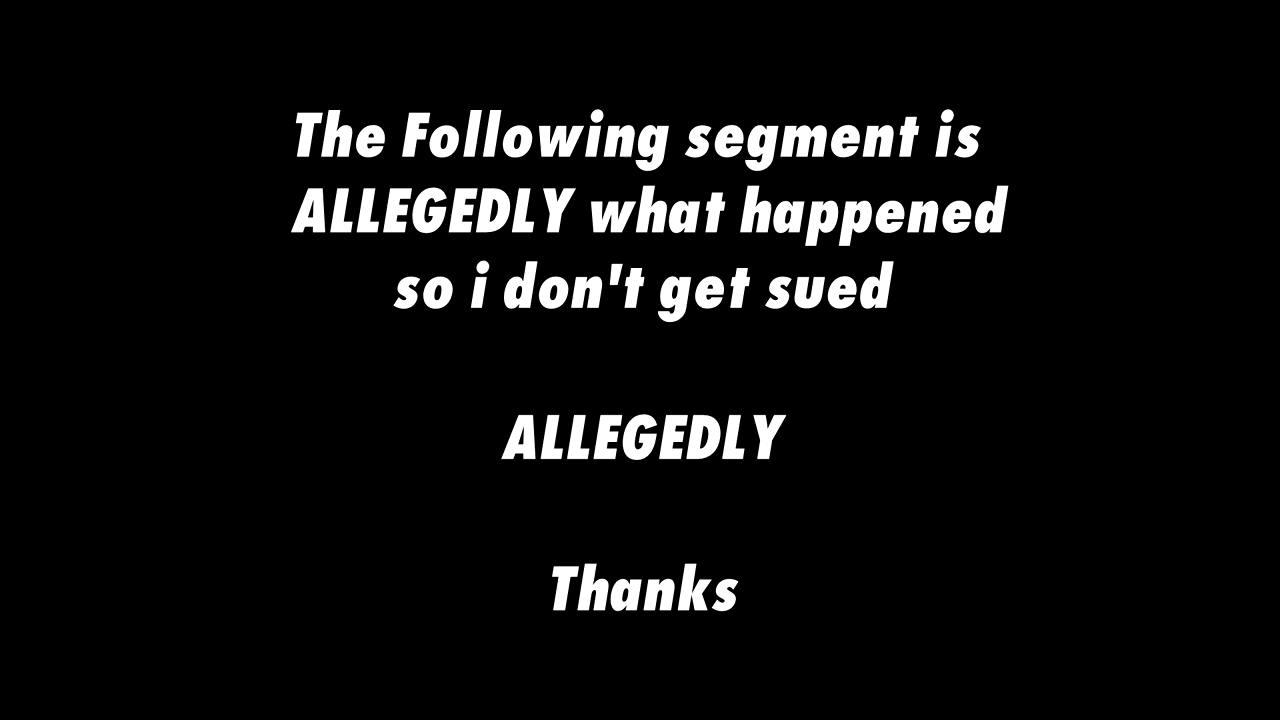 The Following segment is
ALLEGEDLY what happened
so i don't get sued
ALLEGEDLY
Thanks